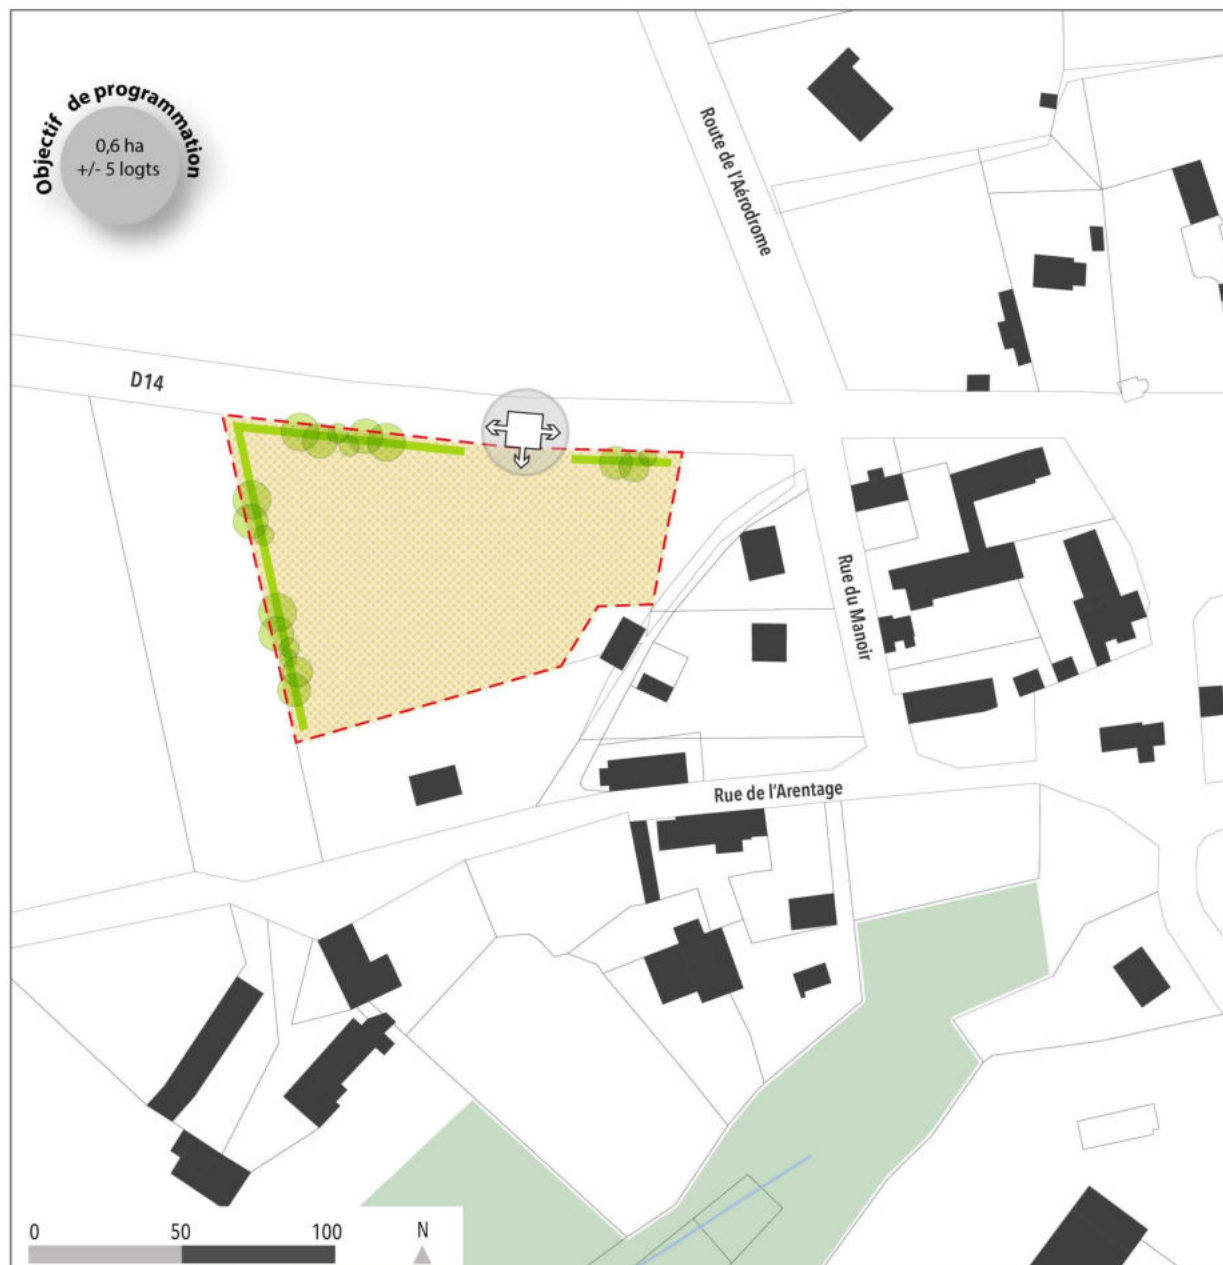 Objectif de programmation
0,6 ha
+/- 5 logts
Route de l'Aérodrome
D14
Rue du Manoir
Rue de l'Arentage
0 50 100
N